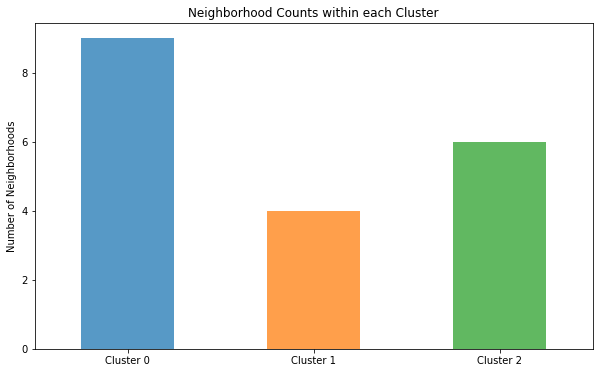 Neighborhood Counts within each Cluster
Number of Neighborhoods
8
6
4
2
0
Cluster 0
Cluster 1
Cluster 2